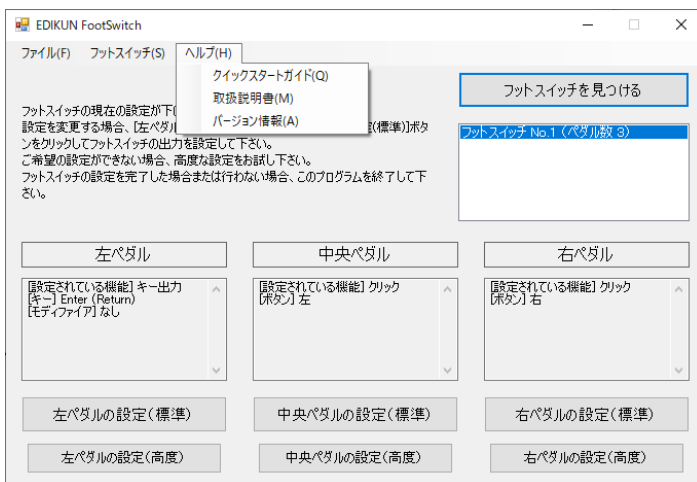 EDIKUN FootSwitch
ファイル(F) フットスイッチ(S) ヘルプ(H)
クイックスタートガイド(Q)
取扱説明書(M)
バージョン情報(A)
フットスイッチを見つける
フットスイッチの現在の設定が下
設定を変更する場合、[左ペダル
(標準)]ボタ
ンをクリックしてフットスイッチの出力を設定して下さい。
ご希望の設定ができない場合、高度な設定をお試し下さい。
フットスイッチの設定を完了した場合または行わない場合、このプログラムを終了して下
さい。
フットスイッチ No.1 (ペダル数 3)
左ペダル
中央ペダル
右ペダル
[設定されている機能] キー出力
[キー] Enter (Return)
[モディファイア] なし
[設定されている機能] クリック
[ボタン] 左
[設定されている機能] クリック
[ボタン] 右
左ペダルの設定(標準)
中央ペダルの設定(標準)
右ペダルの設定(標準)
左ペダルの設定(高度)
中央ペダルの設定(高度)
右ペダルの設定(高度)